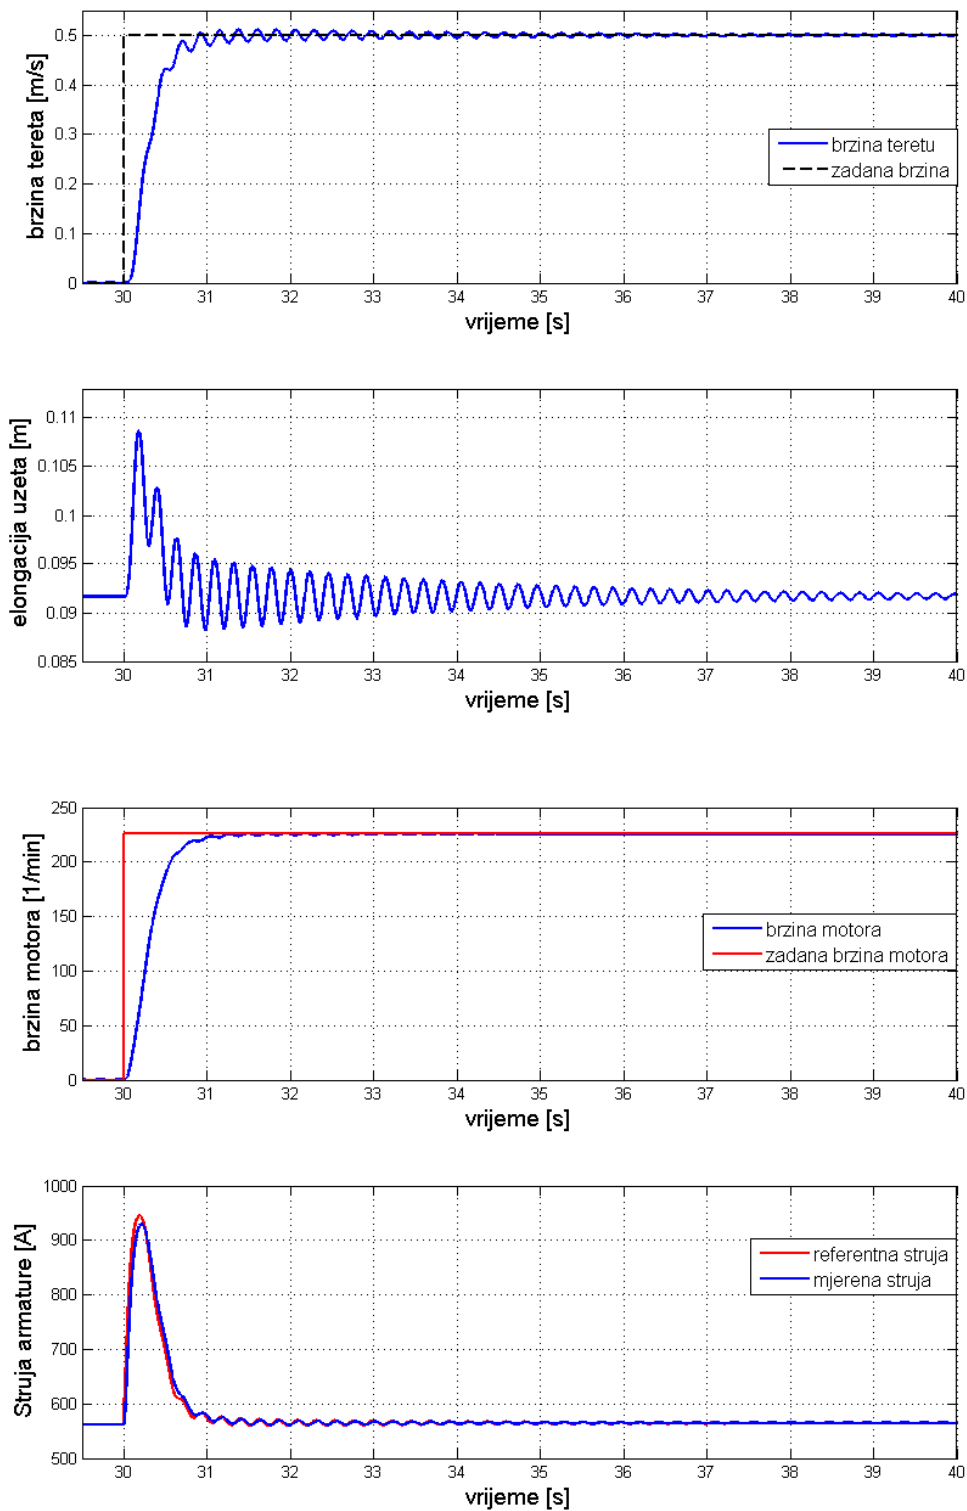 0.5
0.4
0.3
0.2
0.1
0
brzina tereta [m/s]
brzina teretu
zadana brzina
30 31 32 33 34 35 36 37 38 39 40
vrijeme [s]
0.11
0.105
0.1
0.095
0.09
0.085
elongacija uzeta [m]
30 31 32 33 34 35 36 37 38 39 40
vrijeme [s]
250
200
150
100
50
0
brzina motora [1/min]
brzina motora
zadana brzina motora
30 31 32 33 34 35 36 37 38 39 40
vrijeme [s]
1000
900
800
700
600
500
Struja armature [A]
referentna struja
mjerena struja
30 31 32 33 34 35 36 37 38 39 40
vrijeme [s]